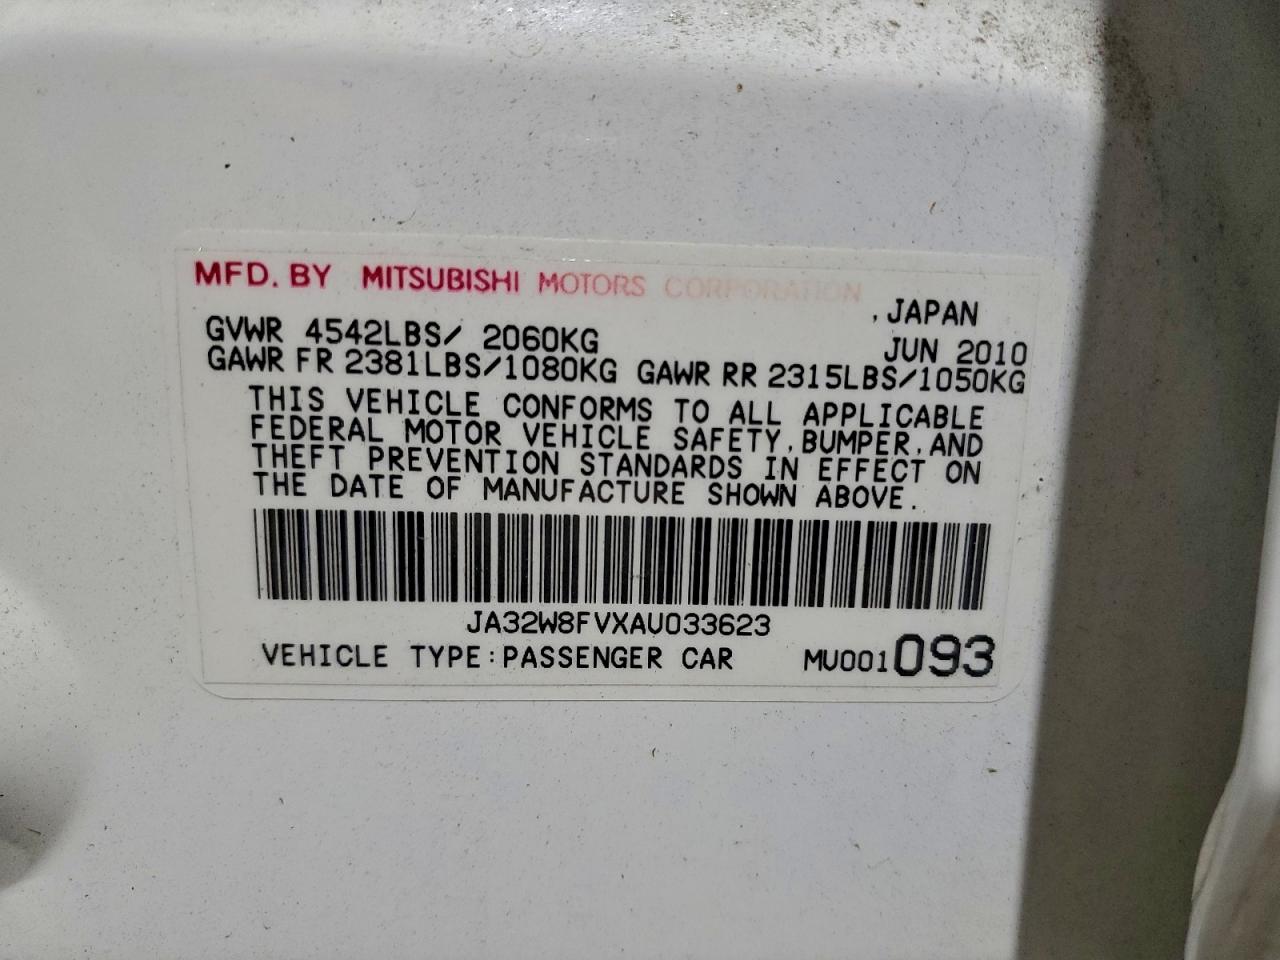 MFD. BY MITSUBISHI MOTORS CORPORATION
, JAPAN
GVWR 4542LBS/ 2060KG JUN 2010
GAWR FR 2381LBS/1080KG GAWR RR 2315LBS/1050KG
THIS VEHICLE CONFORMS TO ALL APPLICABLE
FEDERAL MOTOR VEHICLE SAFETY, BUMPER, AND
THEFT PREVENTION STANDARDS IN EFFECT ON
THE DATE OF MANUFACTURE SHOWN ABOVE.
JA32W8FVXAU033623
VEHICLE TYPE:PASSENGER CAR MU001093